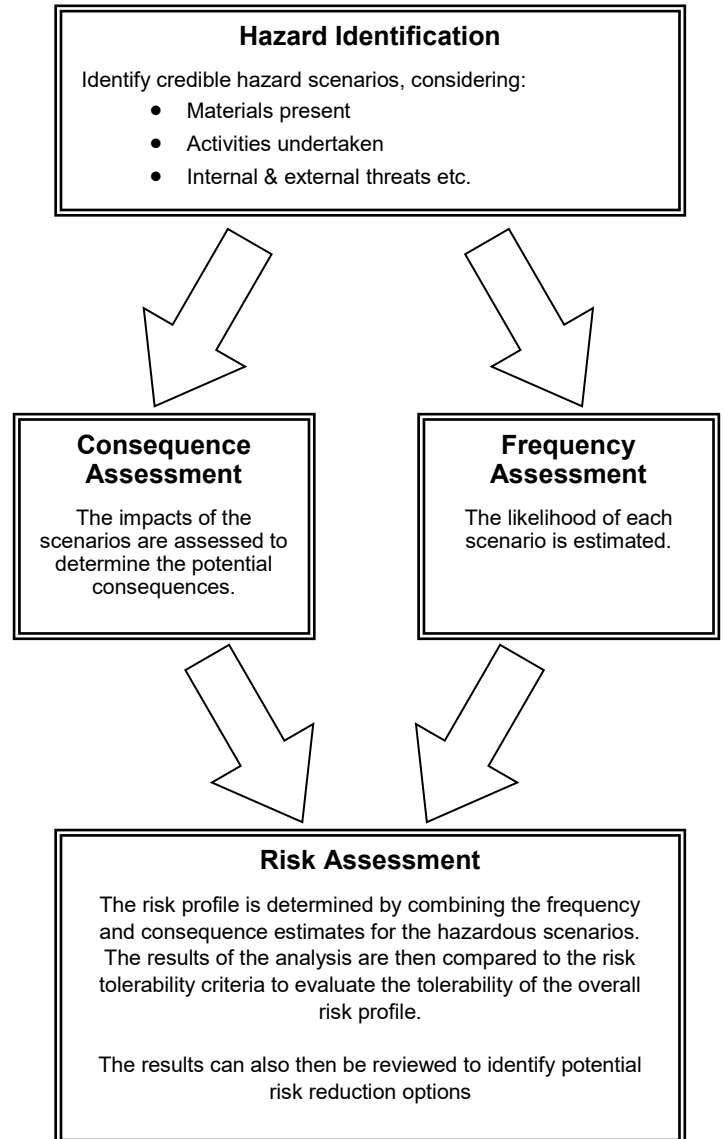 Hazard Identification
Identify credible hazard scenarios, considering:
• Materials present
• Activities undertaken
• Internal & external threats etc.
Consequence
Assessment
The impacts of the
scenarios are assessed to
determine the potential
consequences.
Frequency
Assessment
The likelihood of each
scenario is estimated.
Risk Assessment
The risk profile is determined by combining the frequency
and consequence estimates for the hazardous scenarios.
The results of the analysis are then compared to the risk
tolerability criteria to evaluate the tolerability of the overall
risk profile.
The results can also then be reviewed to identify potential
risk reduction options